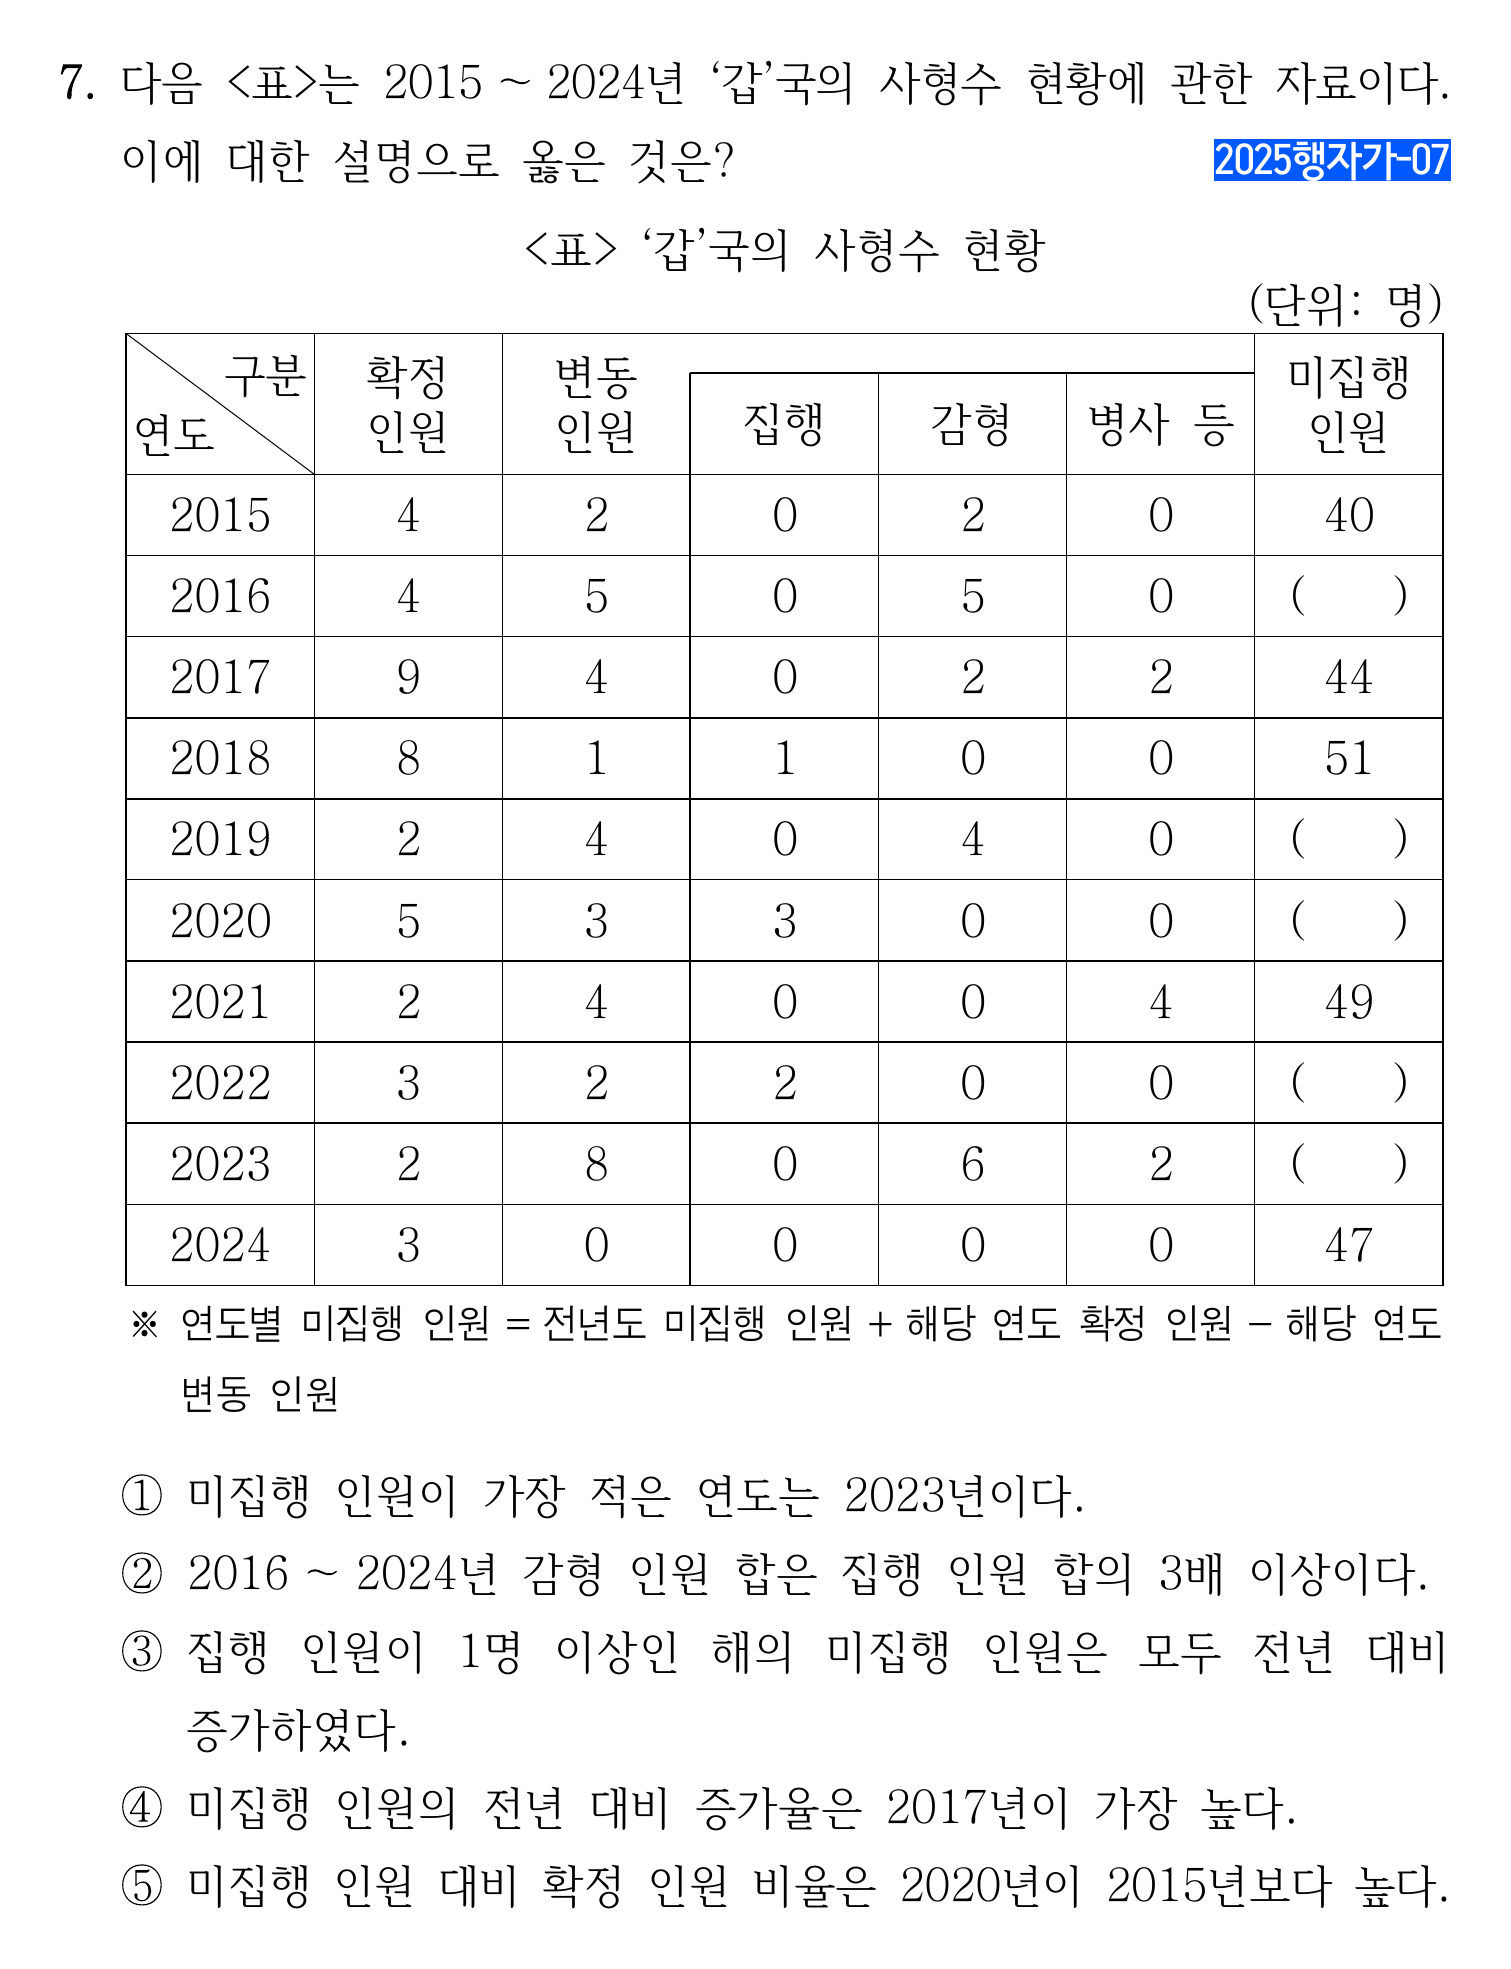 7. 다음 <표>는 2015 ~ 2024년 ‘갑’국의 사형수 현황에 관한 자료이다.
이에 대한 설명으로 옳은 것은?
2025행자가-07
<표> ‘갑’국의 사형수 현황
(단위: 명)
구분 연도 확정 인원 변동 인원 집행 감형 병사 등 미집행 인원
2015 4 2 0 2 0 40
2016 4 5 0 5 0 ( )
2017 9 4 0 2 2 44
2018 8 1 1 0 0 51
2019 2 4 0 4 0 ( )
2020 5 3 3 0 0 ( )
2021 2 4 0 0 4 49
2022 3 2 2 0 0 ( )
2023 2 8 0 6 2 ( )
2024 3 0 0 0 0 47
※ 연도별 미집행 인원 = 전년도 미집행 인원 + 해당 연도 확정 인원 − 해당 연도
변동 인원
① 미집행 인원이 가장 적은 연도는 2023년이다.
② 2016 ~ 2024년 감형 인원 합은 집행 인원 합의 3배 이상이다.
③ 집행 인원이 1명 이상인 해의 미집행 인원은 모두 전년 대비
증가하였다.
④ 미집행 인원의 전년 대비 증가율은 2017년이 가장 높다.
⑤ 미집행 인원 대비 확정 인원 비율은 2020년이 2015년보다 높다.